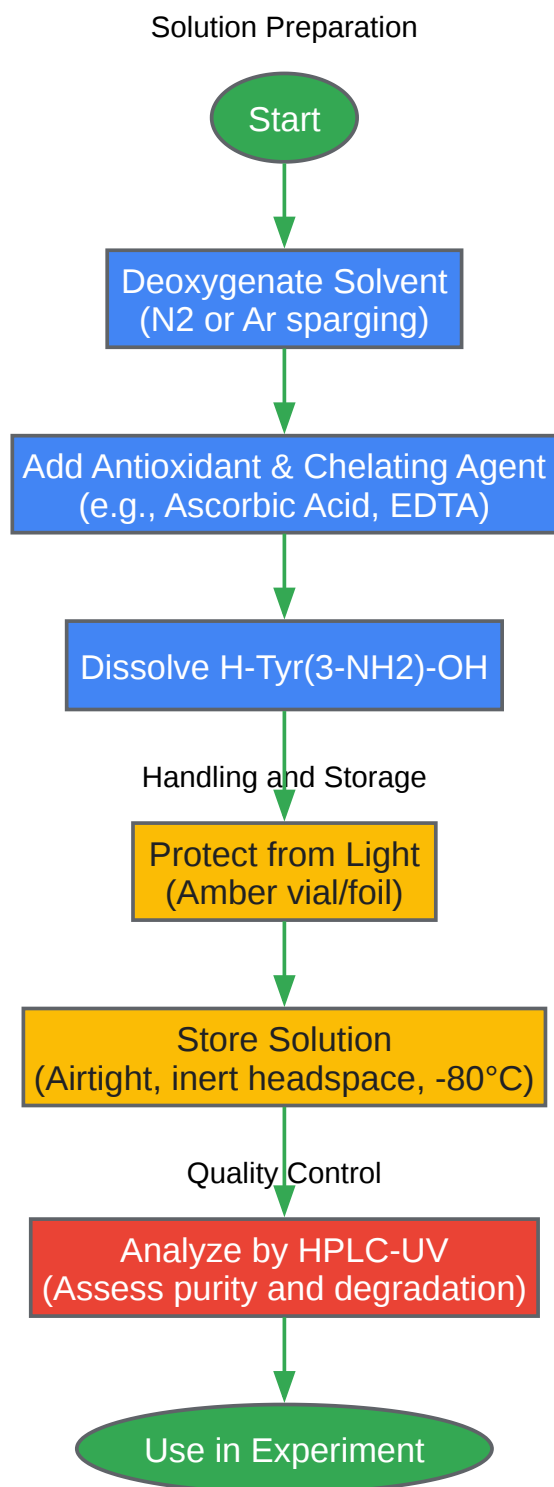 Solution Preparation
Start
Deoxygenate Solvent
(N2 or Ar sparging)
Add Antioxidant & Chelating Agent
(e.g., Ascorbic Acid, EDTA)
Dissolve H-Tyr(3-NH2)-OH
Handling and Storage
Protect from Light
(Amber vial/foil)
Store Solution
(Airtight, inert headspace, -80°C)
Quality Control
Analyze by HPLC-UV
(Assess purity and degradation)
Use in Experiment